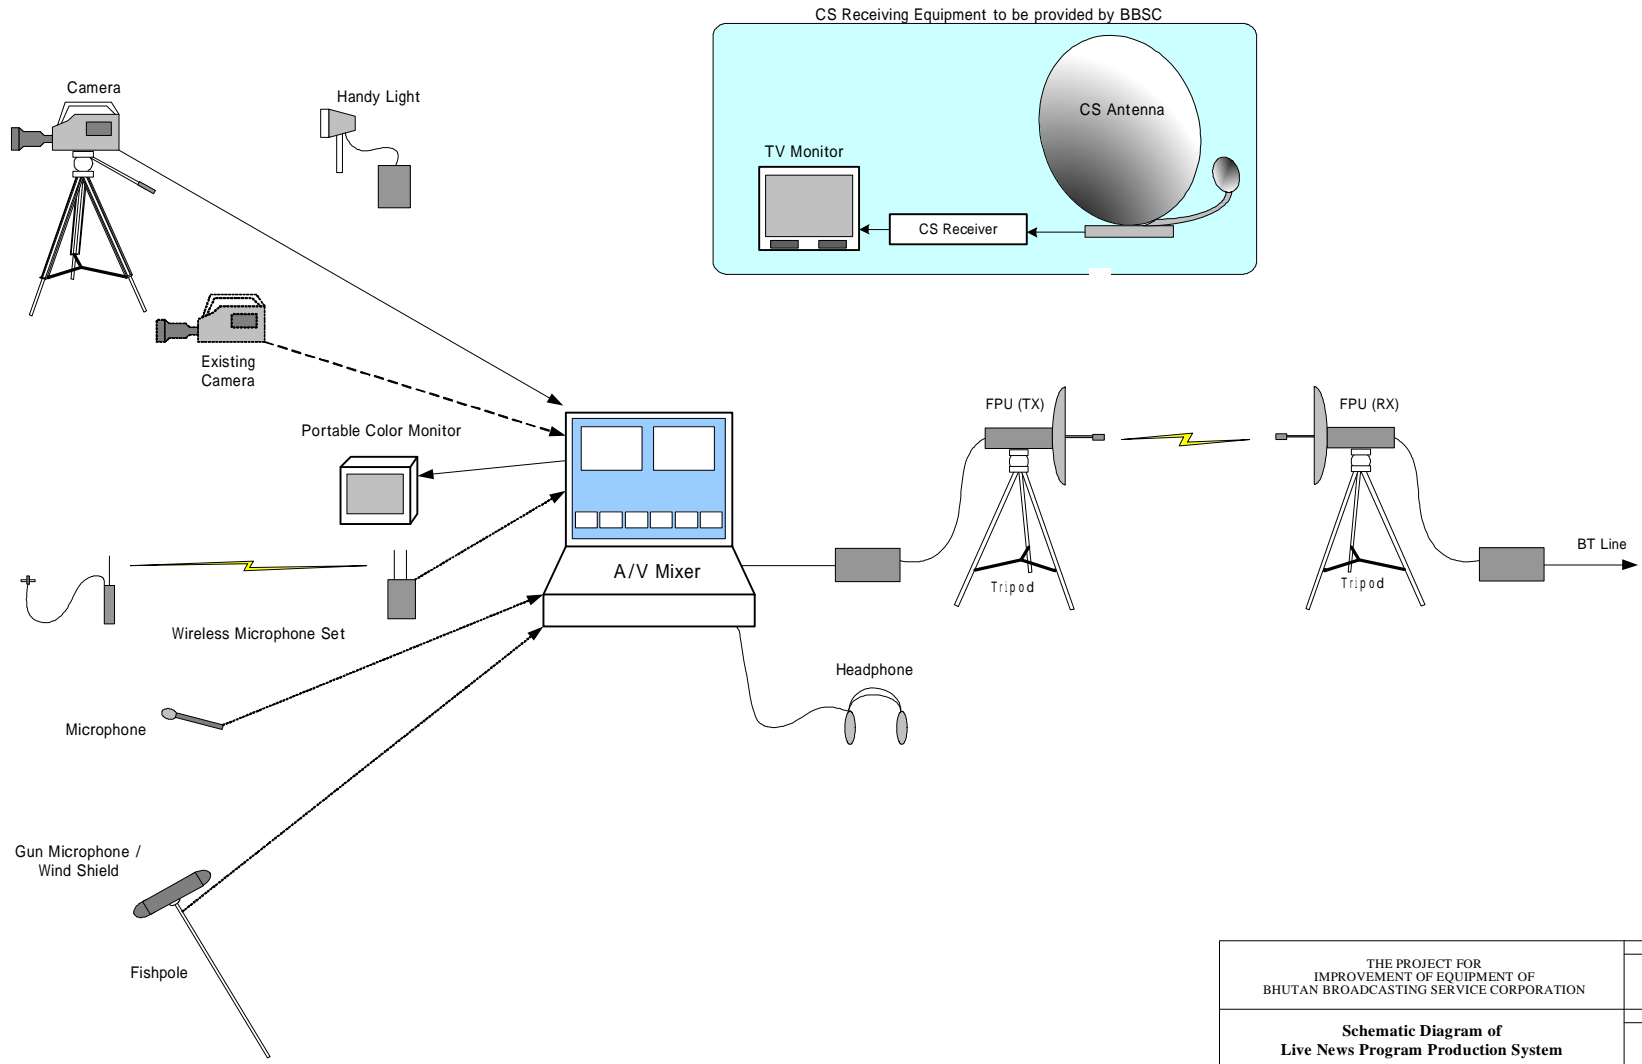 CS Receiving Equipment to be provided by BBSC
Camera
Handy Light
CS Antenna
TV Monitor
CS Receiver
Existing
Camera
Portable Color Monitor
FPU (TX)
FPU (RX)
BT Line
A/V Mixer
Tripod
Tripod
Wireless Microphone Set
Headphone
Microphone
Gun Microphone /
Wind Shield
Fishpole
THE PROJECT FOR
IMPROVEMENT OF EQUIPMENT OF
BHUTAN BROADCASTING SERVICE CORPORATION
Schematic Diagram of
Live News Program Production System